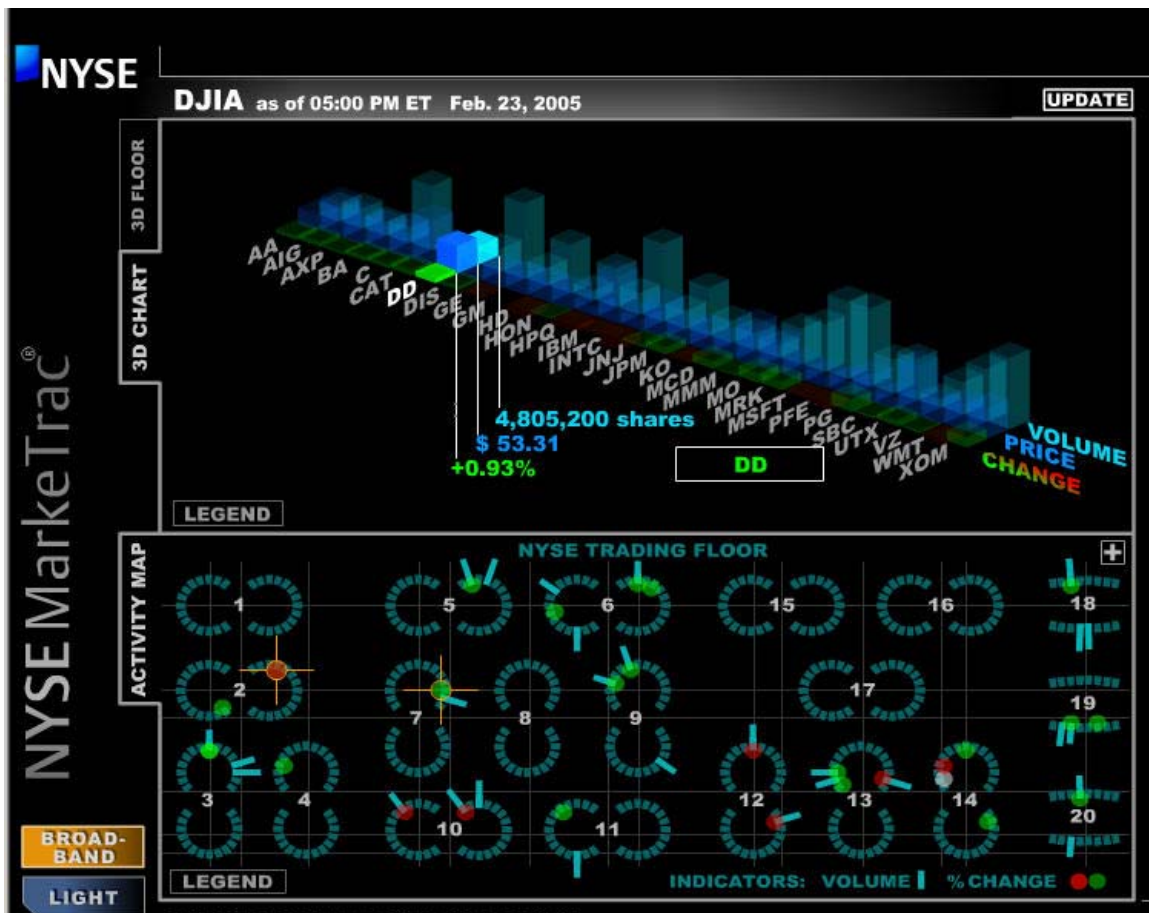 NYSE
DJIA as of 05:00 PM ET Feb. 23, 2005
UPDATE
3D FLOOR
3D CHART
AA
AIG
AXP
BA
C
CAT
DD
DIS
GE
GM
HD
HON
HPQ
IBM
INTC
JNJ
JPM
KO
MCD
MMM
MO
MRK
MSFT
PFE
PG
SBC
UTX
VZ
WMT
XOM
VOLUME
PRICE
CHANGE
4,805,200 shares
$ 53.31
+0.93%
DD
LEGEND
NYSE MarkeTrac®
ACTIVITY MAP
NYSE TRADING FLOOR
+
1
5
6
15
16
18
2
7
8
9
17
19
3
4
10
11
12
13
14
20
BROAD-
BAND
LIGHT
LEGEND
INDICATORS: VOLUME % CHANGE